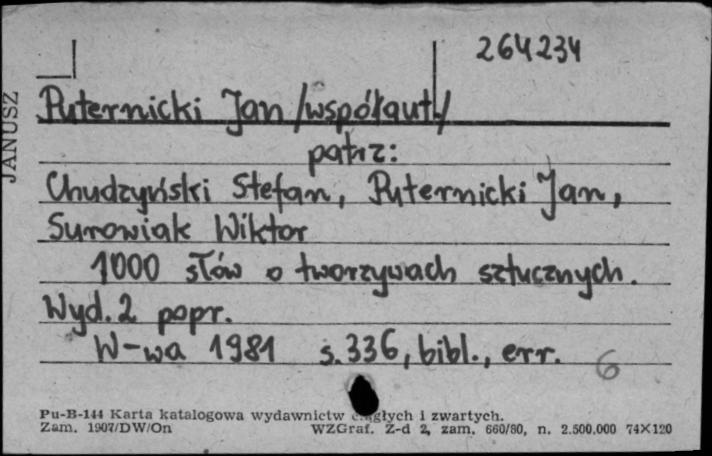 264234
Puternicki Jan /współaut./
patrz:
Chudzyński Stefan, Puternicki Jan,
Surowiak Wiktor
1000 słów o tworzywach sztucznych.
Wyd. 2 popr.
W-wa 1981 s. 336, bibl., err. 6
Pu-B-144 Karta katalogowa wydawnictw ciągłych i zwartych.
Zam. 1907/DW/On WZGraf. Z-d 2, zam. 660/80, n. 2.500.000 74X120
JANUSZ